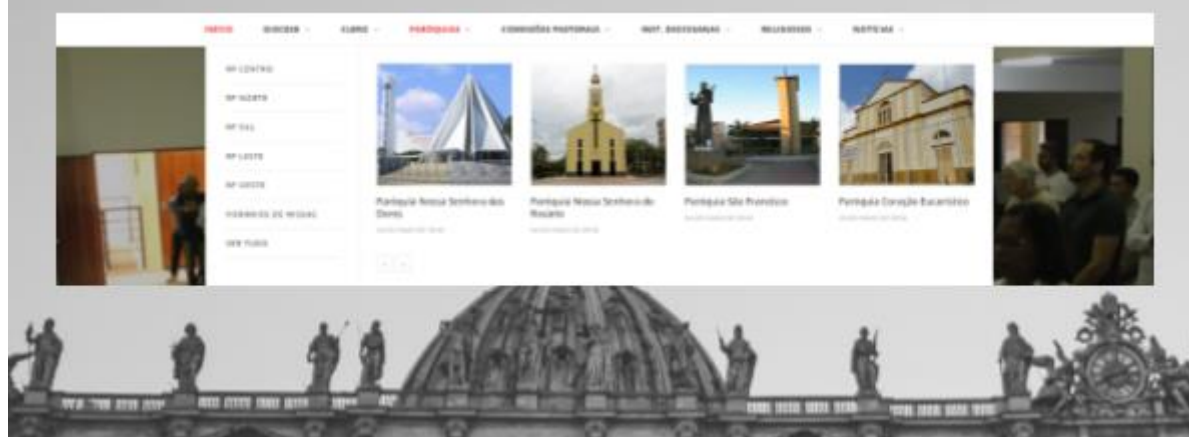 INÍCIO DIOCESE CLERO PARÓQUIAS COMISSÕES PASTORAIS INST. DIOCESANAS RELIGIOSOS NOTÍCIAS
RP CENTRO
RP NORTE
RP SUL
RP LESTE
RP OESTE
HORÁRIOS DE MISSAS
VER TUDO
Paróquia Nossa Senhora das
Dores
Paróquia Nossa Senhora do
Rosário
Paróquia São Francisco
Paróquia Coração Eucarístico